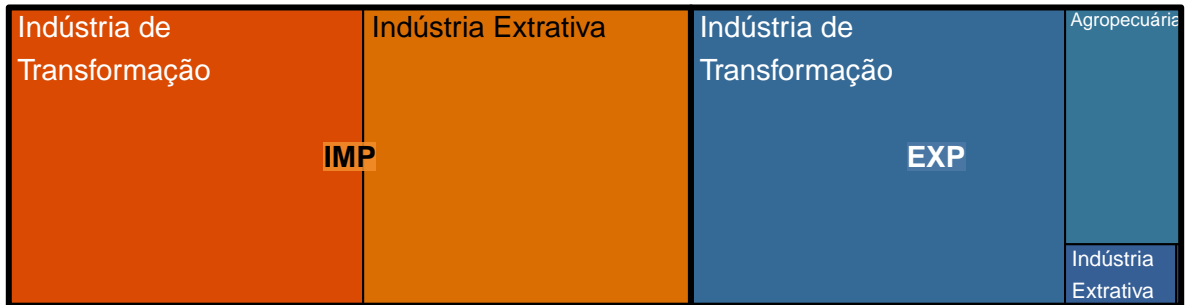 Indústria de
Transformação
Indústria Extrativa
IMP
Indústria de
Transformação
EXP
Agropecuária
Indústria
Extrativa